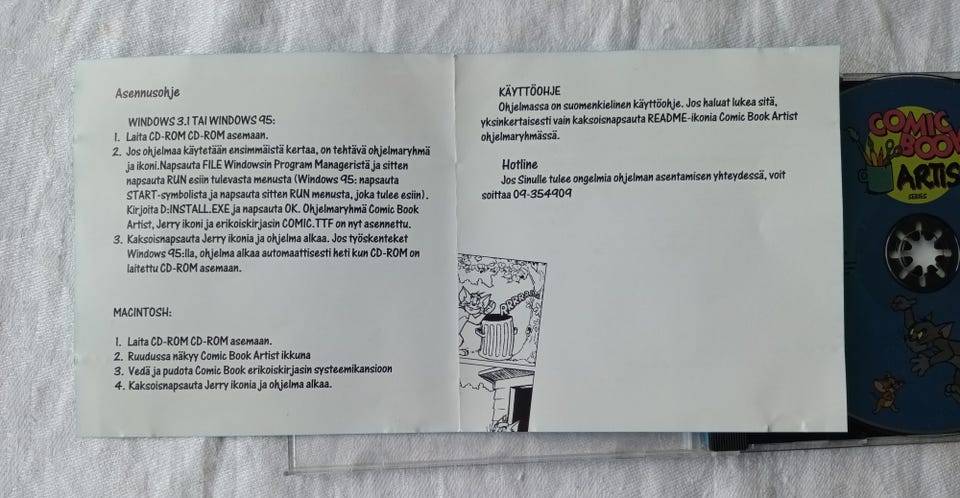 Asennusohje
WINDOWS 3.1 TAI WINDOWS 95:
1. Laita CD-ROM CD-ROM asemaan.
2. Jos ohjelmaa käytetään ensimmäistä kertaa, on tehtävä ohjelmaryhmä
ja ikoni.Napsauta FILE Windowsin Program Manageristä ja sitten
napsauta RUN esiin tulevasta menusta (Windows 95: napsauta
START-symbolista ja napsauta sitten RUN menusta, joka tulee esiin).
Kirjoita D:INSTALL.EXE ja napsauta OK. Ohjelmaryhmä Comic Book
Artist, Jerry ikoni ja erikoiskirjasin COMIC.TTF on nyt asennettu.
3. Kaksoisnapsauta Jerry ikonia ja ohjelma alkaa. Jos työskenteket
Windows 95:lla, ohjelma alkaa automaattisesti heti kun CD-ROM on
laitettu CD-ROM asemaan.
MACINTOSH:
1. Laita CD-ROM CD-ROM asemaan.
2. Ruudussa näkyy Comic Book Artist ikkuna
3. Vedä ja pudota Comic Book erikoiskirjasin systeemikansioon
4. Kaksoisnapsauta Jerry ikonia ja ohjelma alkaa.
KÄYTTÖOHJE
Ohjelmassa on suomenkielinen käyttöohje. Jos haluat lukea sitä,
yksinkertaisesti vain kaksoisnapsauta README-ikonia Comic Book Artist
ohjelmaryhmässä.
Hotline
Jos Sinulle tulee ongelmia ohjelman asentamisen yhteydessä, voit
soittaa 09-354909
COMIC
BOOK
ARTIS
SERIES